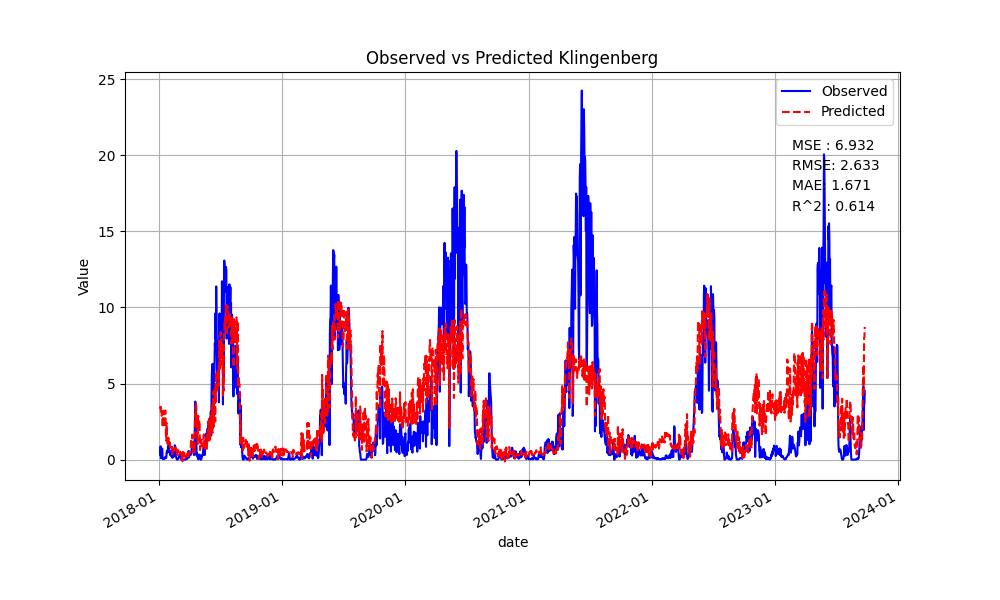 Observed vs Predicted Klingenberg
Observed
Predicted
MSE : 6.932
RMSE: 2.633
MAE: 1.671
R^2 : 0.614
25
20
15
10
5
0
Value
2018-01
2019-01
2020-01
2021-01
2022-01
2023-01
2024-01
date